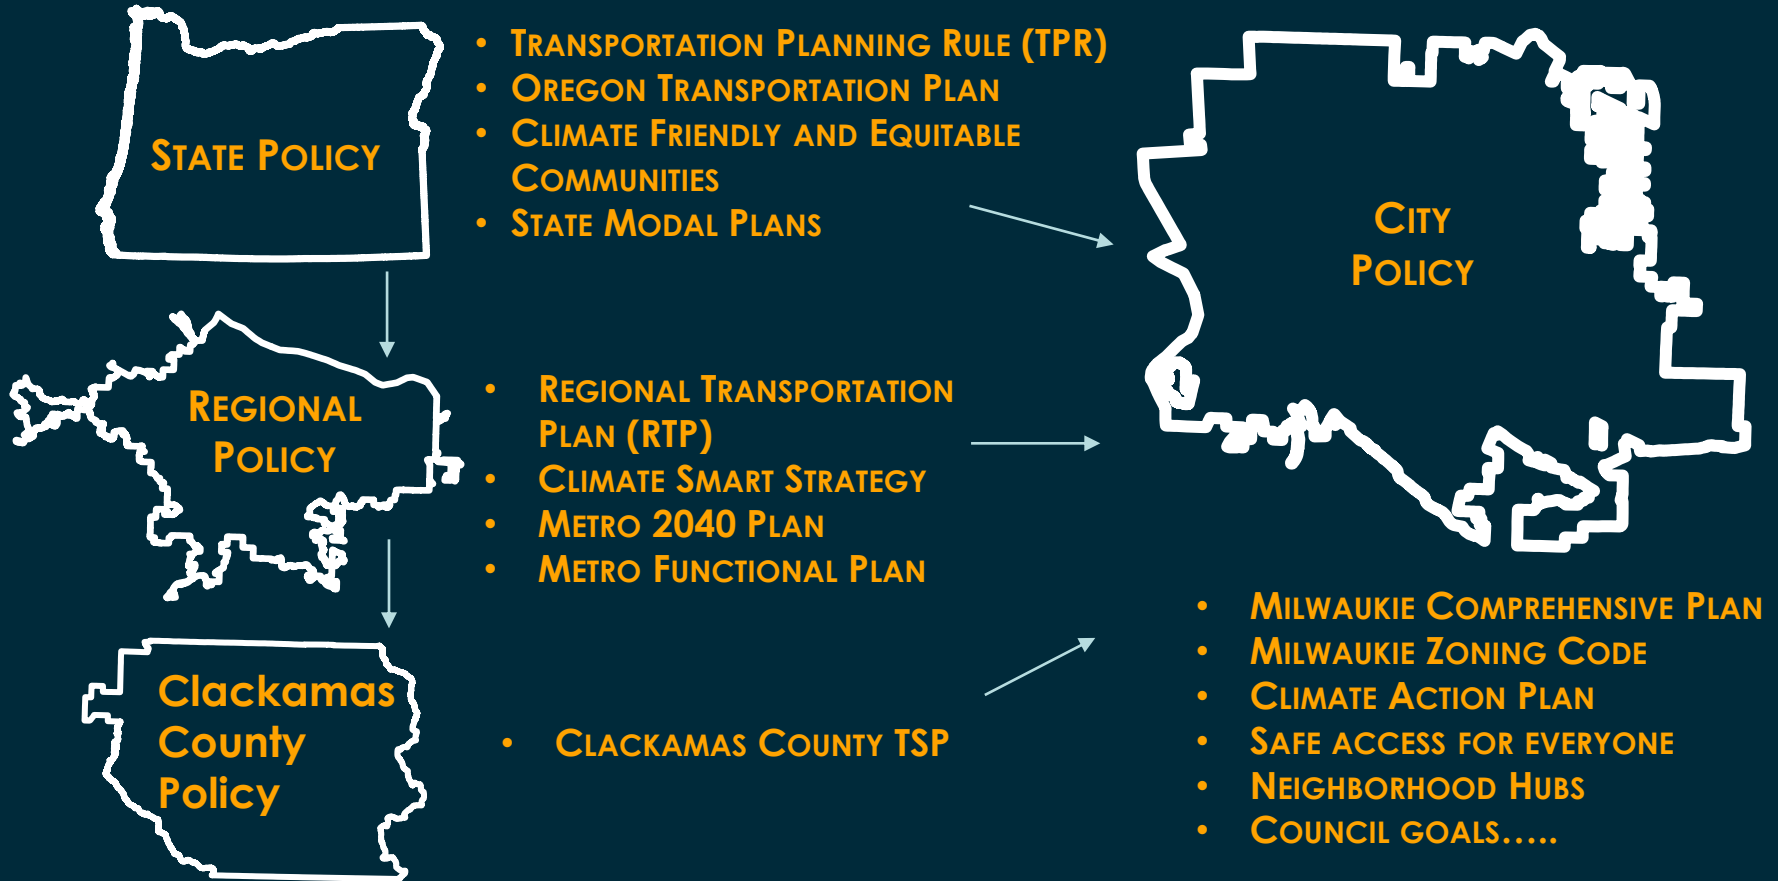 STATE POLICY
• TRANSPORTATION PLANNING RULE (TPR)
• OREGON TRANSPORTATION PLAN
• CLIMATE FRIENDLY AND EQUITABLE
COMMUNITIES
• STATE MODAL PLANS
REGIONAL
POLICY
• REGIONAL TRANSPORTATION
PLAN (RTP)
• CLIMATE SMART STRATEGY
• METRO 2040 PLAN
• METRO FUNCTIONAL PLAN
Clackamas
County
Policy
• CLACKAMAS COUNTY TSP
CITY
POLICY
• MILWAUKIE COMPREHENSIVE PLAN
• MILWAUKIE ZONING CODE
• CLIMATE ACTION PLAN
• SAFE ACCESS FOR EVERYONE
• NEIGHBORHOOD HUBS
• COUNCIL GOALS.....